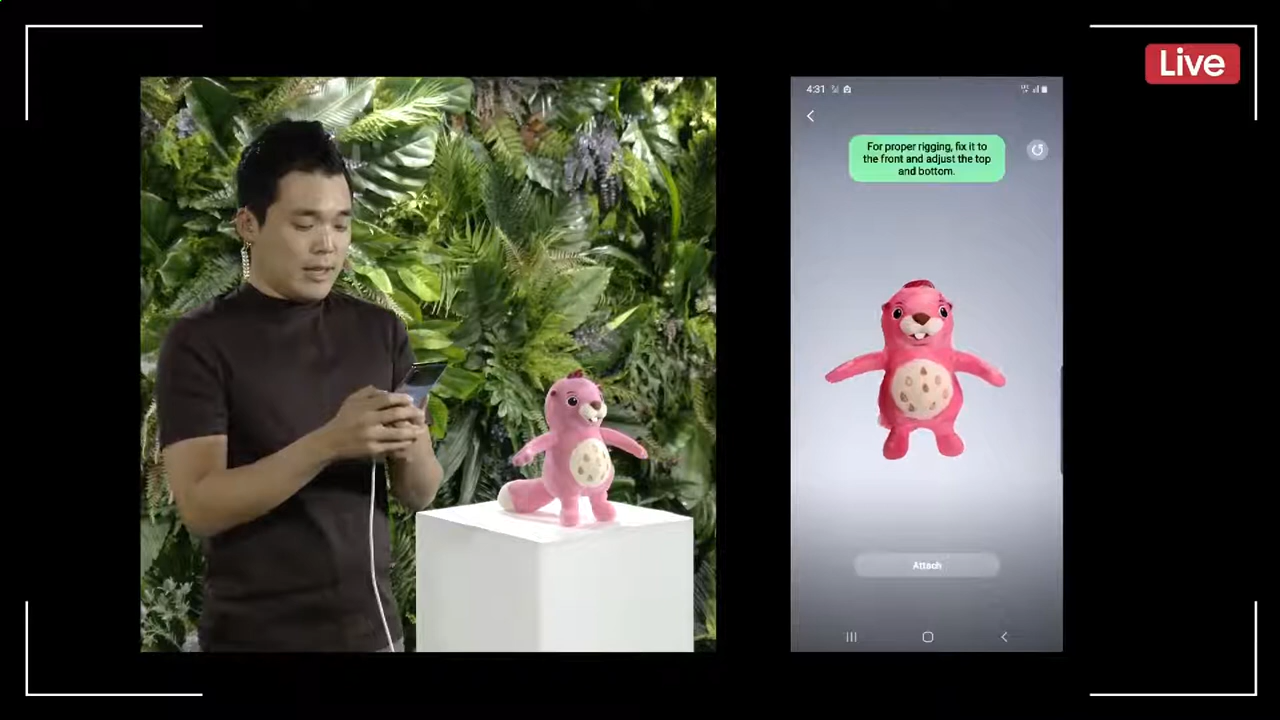 Live
4:31
For proper rigging, fix it to
the front and adjust the top
and bottom.
Attach